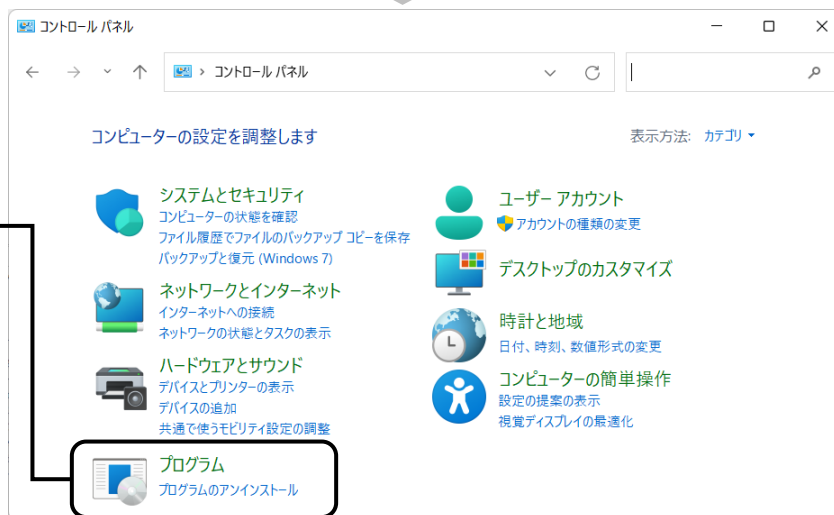 コントロール パネル
コントロール パネル
コンピューターの設定を調整します
表示方法: カテゴリ
システムとセキュリティ
コンピューターの状態を確認
ファイル履歴でファイルのバックアップ コピーを保存
バックアップと復元 (Windows 7)
ネットワークとインターネット
インターネットへの接続
ネットワークの状態とタスクの表示
ハードウェアとサウンド
デバイスとプリンターの表示
デバイスの追加
共通で使うモビリティ設定の調整
プログラム
プログラムのアンインストール
ユーザー アカウント
アカウントの種類の変更
デスクトップのカスタマイズ
時計と地域
日付、時刻、数値形式の変更
コンピューターの簡単操作
設定の提案の表示
視覚ディスプレイの最適化